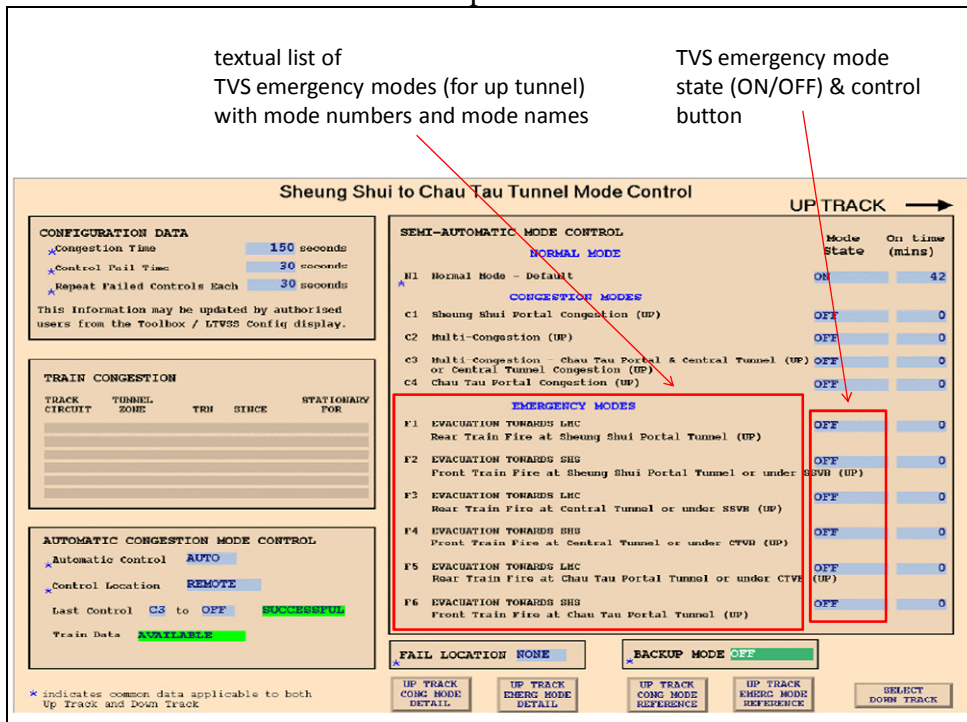 textual list of
TVS emergency modes (for up tunnel)
with mode numbers and mode names
TVS emergency mode
state (ON/OFF) & control
button
Sheung Shui to Chau Tau Tunnel Mode Control
UP TRACK
CONFIGURATION DATA
*Congestion Time 150 seconds
*Control Fail Time 30 seconds
*Repeat Failed Controls Each 30 seconds
This Information may be updated by authorised
users from the Toolbox / LTVSS Config display.
TRAIN CONGESTION
TRACK CIRCUIT TUNNEL ZONE TRN SINCE STATIONARY FOR
AUTOMATIC CONGESTION MODE CONTROL
*Automatic Control AUTO
*Control Location REMOTE
Last Control C3 to OFF SUCCESSFUL
Train Data AVAILABLE
* indicates common data applicable to both
Up Track and Down Track
SEMI-AUTOMATIC MODE CONTROL
Mode State On time (mins)
NORMAL MODE
*N1 Normal Mode - Default ON 42
CONGESTION MODES
C1 Sheung Shui Portal Congestion (UP) OFF 0
C2 Multi-Congestion (UP) OFF 0
C3 Multi-Congestion - Chau Tau Portal & Central Tunnel (UP) OFF 0
or Central Tunnel Congestion (UP)
C4 Chau Tau Portal Congestion (UP) OFF 0
EMERGENCY MODES
F1 EVACUATION TOWARDS LMC OFF 0
Rear Train Fire at Sheung Shui Portal Tunnel (UP)
F2 EVACUATION TOWARDS SHS OFF 0
Front Train Fire at Sheung Shui Portal Tunnel or under SSVB (UP)
F3 EVACUATION TOWARDS LMC OFF 0
Rear Train Fire at Central Tunnel or under SSVB (UP)
F4 EVACUATION TOWARDS SHS OFF 0
Front Train Fire at Central Tunnel or under CTVB (UP)
F5 EVACUATION TOWARDS LMC OFF 0
Rear Train Fire at Chau Tau Portal Tunnel or under CTVB (UP)
F6 EVACUATION TOWARDS SHS OFF 0
Front Train Fire at Chau Tau Portal Tunnel (UP)
*FAIL LOCATION NONE
*BACKUP MODE OFF
UP TRACK
CONG MODE
DETAIL
UP TRACK
EMERG MODE
DETAIL
UP TRACK
CONG MODE
REFERENCE
UP TRACK
EMERG MODE
REFERENCE
SELECT
DOWN TRACK